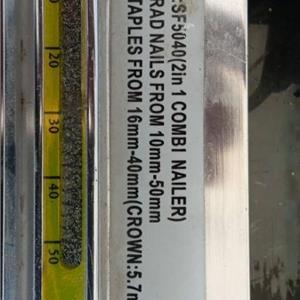 :SF5040(2in 1 COMBI NAILER)
RAD NAILS FROM 10mm-50mm
TAPLES FROM 16mm-40mm(CROWN:5.7m
20
30
40
50